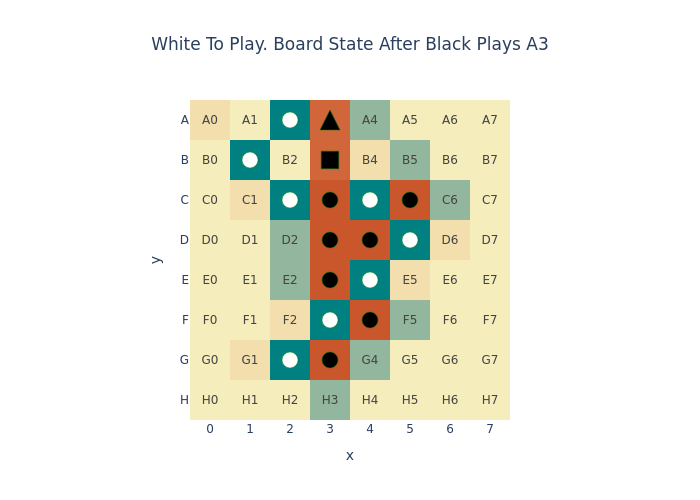 White To Play. Board State After Black Plays A3
A A0 A1 A4 A5 A6 A7
B B0 B2 B4 B5 B6 B7
C C0 C1 C6 C7
D D0 D1 D2 D6 D7
y
E E0 E1 E2 E5 E6 E7
F F0 F1 F2 F5 F6 F7
G G0 G1 G4 G5 G6 G7
H H0 H1 H2 H3 H4 H5 H6 H7
0 1 2 3 4 5 6 7
x